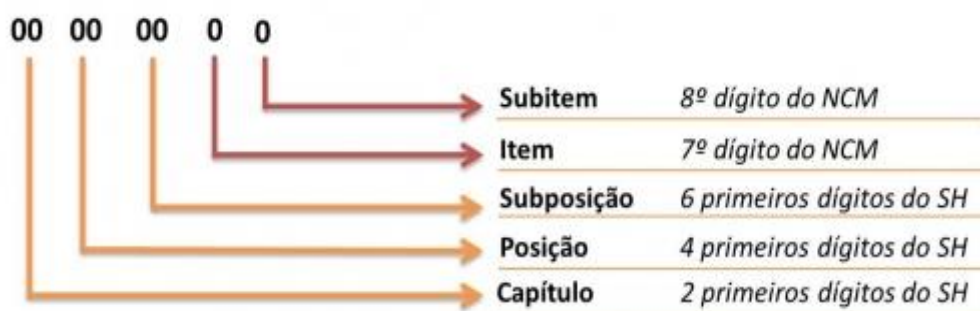 00 00 00 0 0
Subitem 8º dígito do NCM
Item 7º dígito do NCM
Subposição 6 primeiros dígitos do SH
Posição 4 primeiros dígitos do SH
Capítulo 2 primeiros dígitos do SH